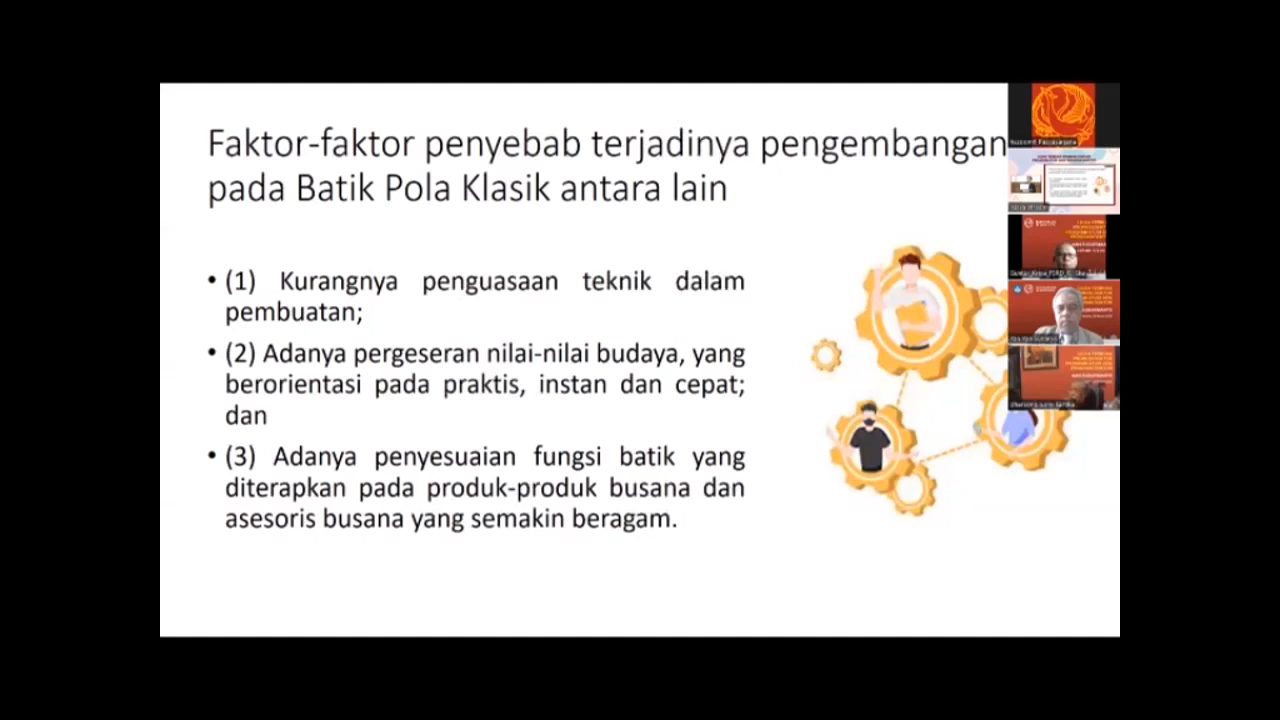 Faktor-faktor penyebab terjadinya pengembangan
pada Batik Pola Klasik antara lain
• (1) Kurangnya penguasaan teknik dalam
pembuatan;
• (2) Adanya pergeseran nilai-nilai budaya, yang
berorientasi pada praktis, instan dan cepat;
dan
• (3) Adanya penyesuaian fungsi batik yang
diterapkan pada produk-produk busana dan
asesoris busana yang semakin beragam.